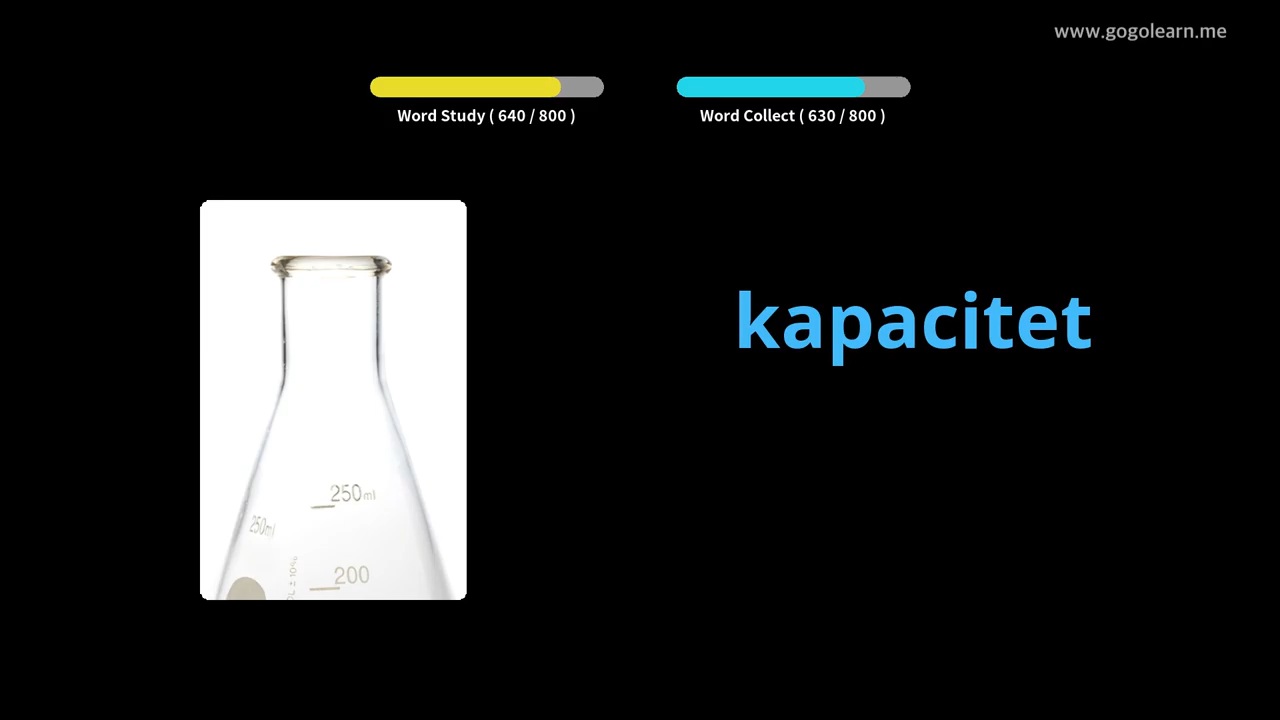 www.gogolearn.me
Word Study ( 640 / 800 )
Word Collect ( 630 / 800 )
kapacitet
250ml
250ml
200